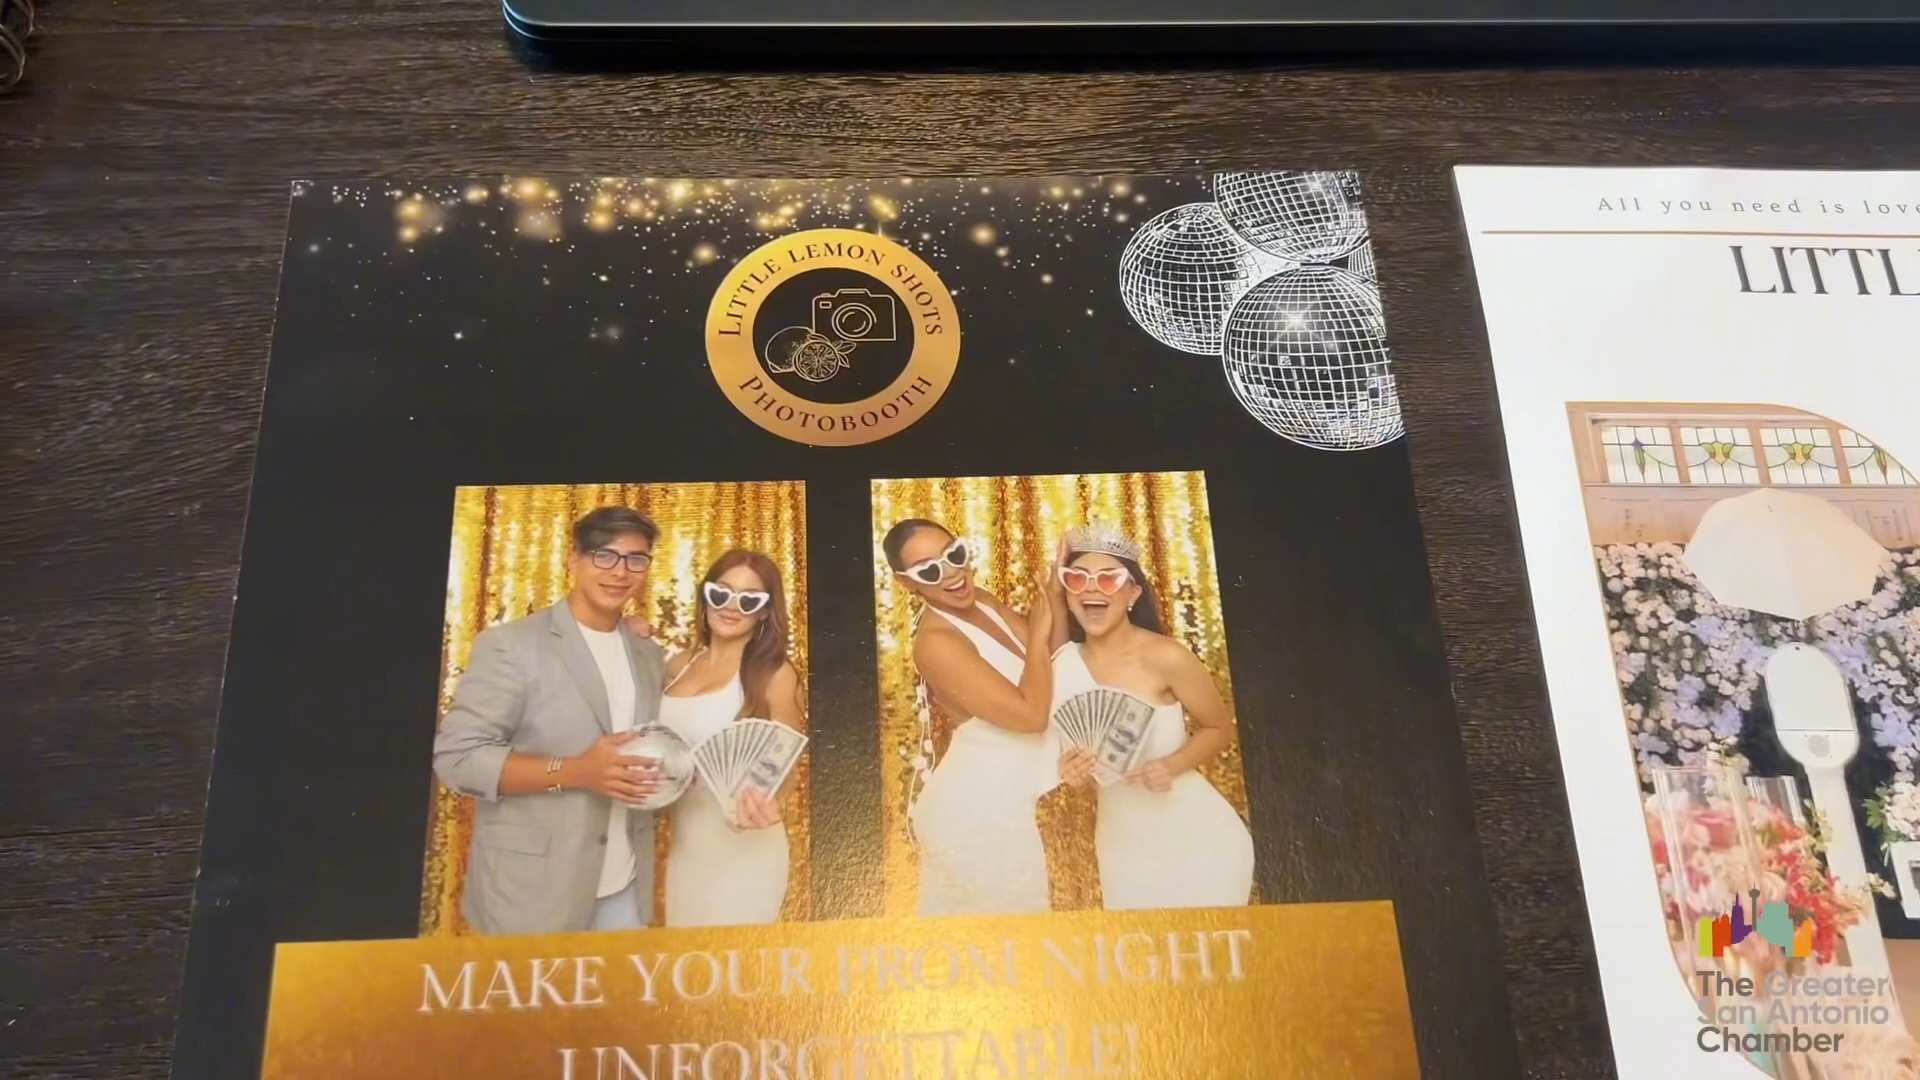 LITTLE LEMON SHOTS
PHOTOBOOTH
MAKE YOUR PROM NIGHT
UNFORGETTABLE!
All you need is love
LITTL
The Greater
San Antonio
Chamber